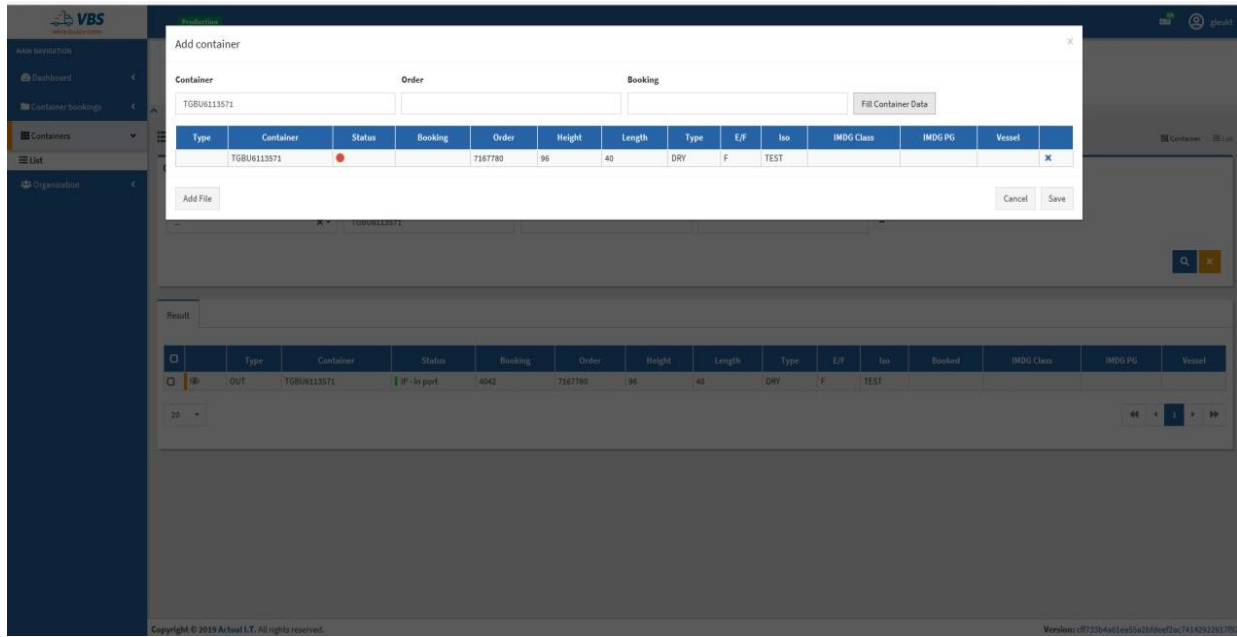 VBS
Production
MAIN NAVIGATION
Dashboard
Container bookings
Containers
List
Organization
Add container
×
Container Order Booking
TGBU6113571 Fill Container Data
Type Container Status Booking Order Height Length Type E/F Iso IMDG Class IMDG PG Vessel
TGBU6113571 7167780 96 40 DRY F TEST
Add File Cancel Save
Container List
TGBU6113571
Result
Type Container Status Booking Order Height Length Type E/F Iso Booked IMDG Class IMDG PG Vessel
OUT TGBU6113571 IP - In port 4042 7167780 96 40 DRY F TEST
20 1
Copyright © 2019 Actual I.T. All rights reserved. Version: